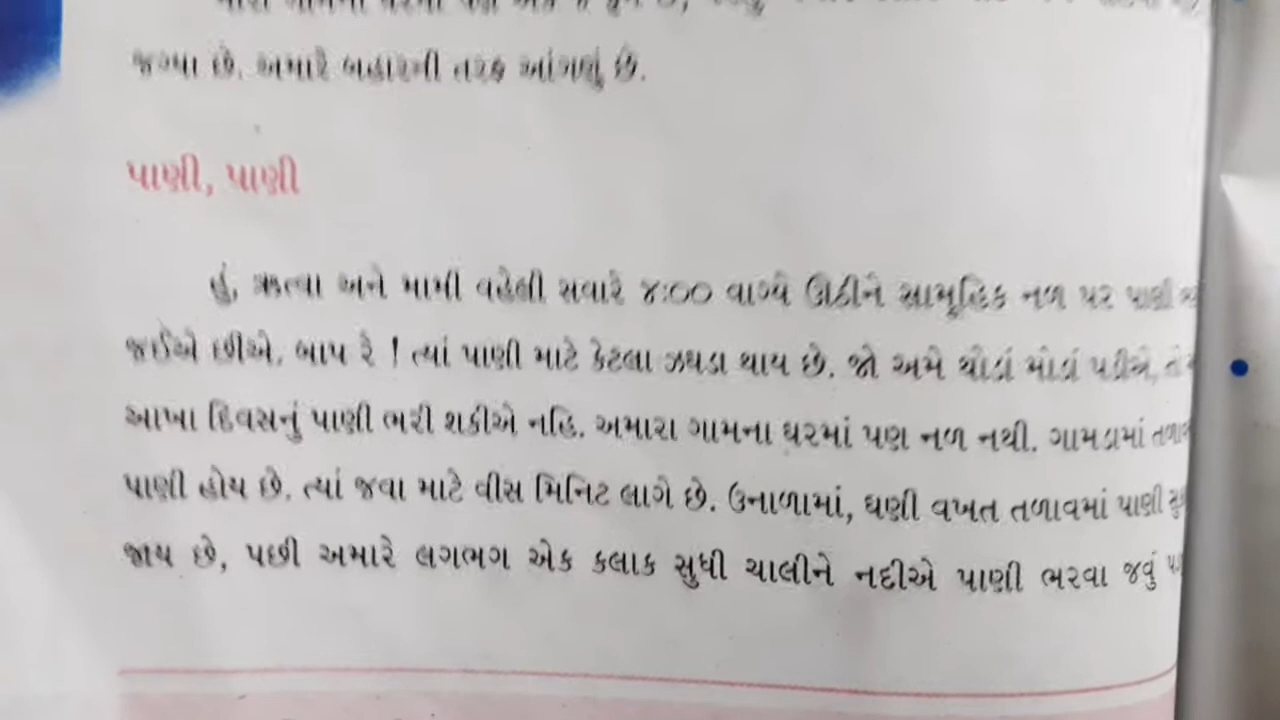 જગ્યા છે. અમારે બહારની તરફ આંગણું છે.
પાણી, પાણી
હું, ઋત્વા અને મામી વહેલી સવારે ૪:૦૦ વાગ્યે ઊઠીને સામૂહિક નળ પર પાણી
જઈએ છીએ. બાપ રે ! ત્યાં પાણી માટે કેટલા ઝઘડા થાય છે. જો અમે થોડાં મોડાં પડીએ,
આખા દિવસનું પાણી ભરી શકીએ નહિ. અમારા ગામના ઘરમાં પણ નળ નથી. ગામડામાં
પાણી હોય છે. ત્યાં જવા માટે વીસ મિનિટ લાગે છે. ઉનાળામાં, ઘણી વખત તળાવમાં પાણી
જાય છે, પછી અમારે લગભગ એક કલાક સુધી ચાલીને નદીએ પાણી ભરવા જવું